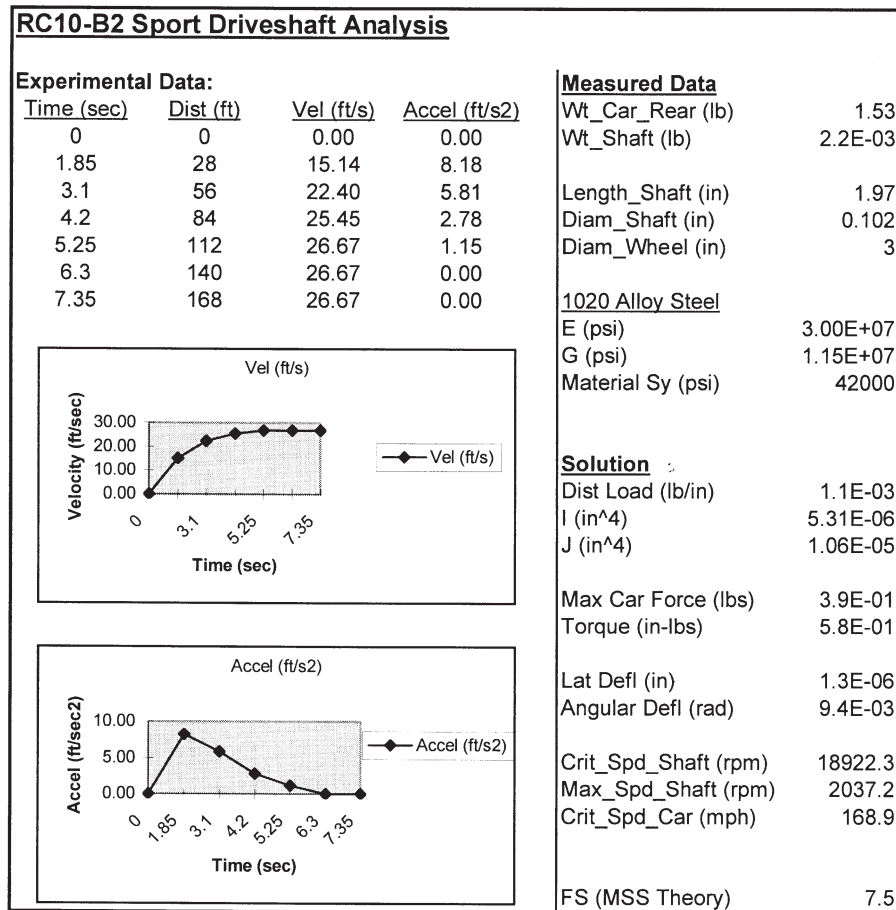 RC10-B2 Sport Driveshaft Analysis
Experimental Data:
Time (sec) Dist (ft) Vel (ft/s) Accel (ft/s2)
0 0 0.00 0.00
1.85 28 15.14 8.18
3.1 56 22.40 5.81
4.2 84 25.45 2.78
5.25 112 26.67 1.15
6.3 140 26.67 0.00
7.35 168 26.67 0.00
Vel (ft/s)
Velocity (ft/sec)
30.00
20.00
10.00
0.00
0 3.1 5.25 7.35
Time (sec)
Vel (ft/s)
Accel (ft/s2)
Accel (ft/sec2)
10.00
5.00
0.00
0 1.85 3.1 4.2 5.25 6.3 7.35
Time (sec)
Accel (ft/s2)
Measured Data
Wt_Car_Rear (lb) 1.53
Wt_Shaft (lb) 2.2E-03
Length_Shaft (in) 1.97
Diam_Shaft (in) 0.102
Diam_Wheel (in) 3
1020 Alloy Steel
E (psi) 3.00E+07
G (psi) 1.15E+07
Material Sy (psi) 42000
Solution
Dist Load (lb/in) 1.1E-03
I (in^4) 5.31E-06
J (in^4) 1.06E-05
Max Car Force (lbs) 3.9E-01
Torque (in-lbs) 5.8E-01
Lat Defl (in) 1.3E-06
Angular Defl (rad) 9.4E-03
Crit_Spd_Shaft (rpm) 18922.3
Max_Spd_Shaft (rpm) 2037.2
Crit_Spd_Car (mph) 168.9
FS (MSS Theory) 7.5